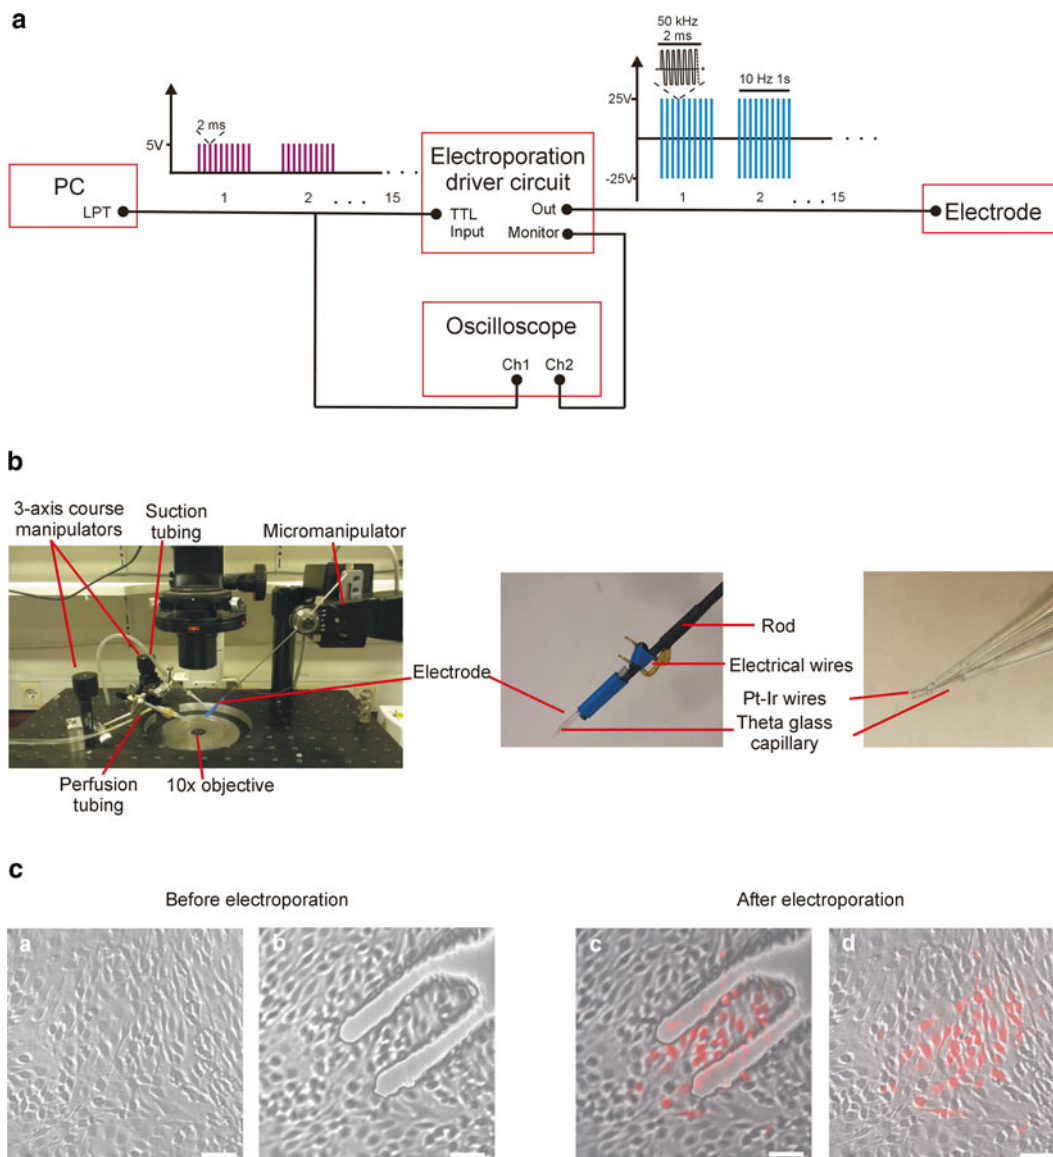 a
50 kHz
2 ms
10 Hz 1s
25V
-25V
1
2
. . .
15
. . . .
5V
2 ms
1
2
. . .
15
. . . .
PC
LPT
Electroporation
driver circuit
TTL
Input
Out
Monitor
Electrode
Oscilloscope
Ch1
Ch2
b
3-axis course
manipulators
Suction
tubing
Micromanipulator
Electrode
Perfusion
tubing
10x objective
Rod
Electrical wires
Pt-Ir wires
Theta glass
capillary
c
Before electroporation
After electroporation
a
b
c
d